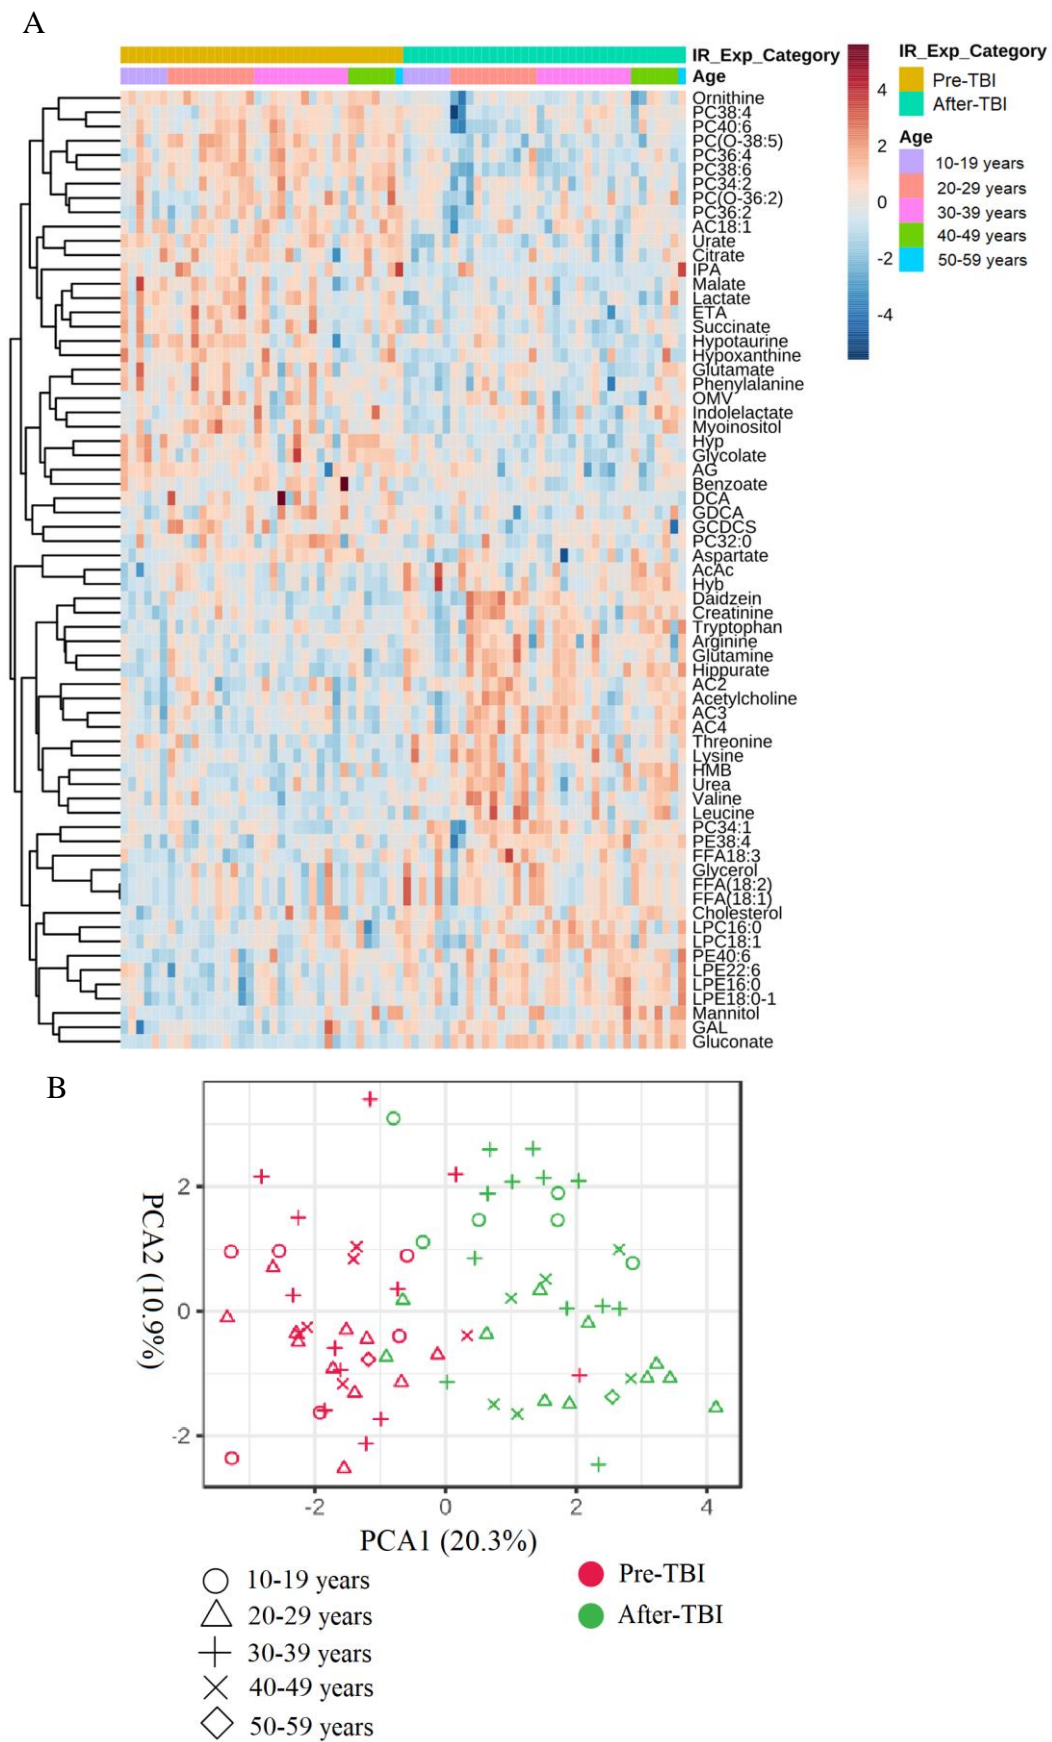 A
IR_Exp_Category
Age
Ornithine
PC38:4
PC40:6
PC(O-38:5)
PC36:4
PC38:6
PC34:2
PC(O-36:2)
PC36:2
AC18:1
Urate
Citrate
IPA
Malate
Lactate
ETA
Succinate
Hypotaurine
Hypoxanthine
Glutamate
Phenylalanine
OMV
Indolelactate
Myoinositol
Hyp
Glycolate
AG
Benzoate
DCA
GDCA
GCDCS
PC32:0
Aspartate
AcAc
Hyb
Daidzein
Creatinine
Tryptophan
Arginine
Glutamine
Hippurate
AC2
Acetylcholine
AC3
AC4
Threonine
Lysine
HMB
Urea
Valine
Leucine
PC34:1
PE38:4
FFA18:3
Glycerol
FFA(18:2)
FFA(18:1)
Cholesterol
LPC16:0
LPC18:1
PE40:6
LPE22:6
LPE16:0
LPE18:0-1
Mannitol
GAL
Gluconate
4
2
0
-2
-4
IR_Exp_Category
Pre-TBI
After-TBI
Age
10-19 years
20-29 years
30-39 years
40-49 years
50-59 years
B
PCA2 (10.9%)
2
0
-2
-2
0
2
4
PCA1 (20.3%)
10-19 years
20-29 years
30-39 years
40-49 years
50-59 years
Pre-TBI
After-TBI